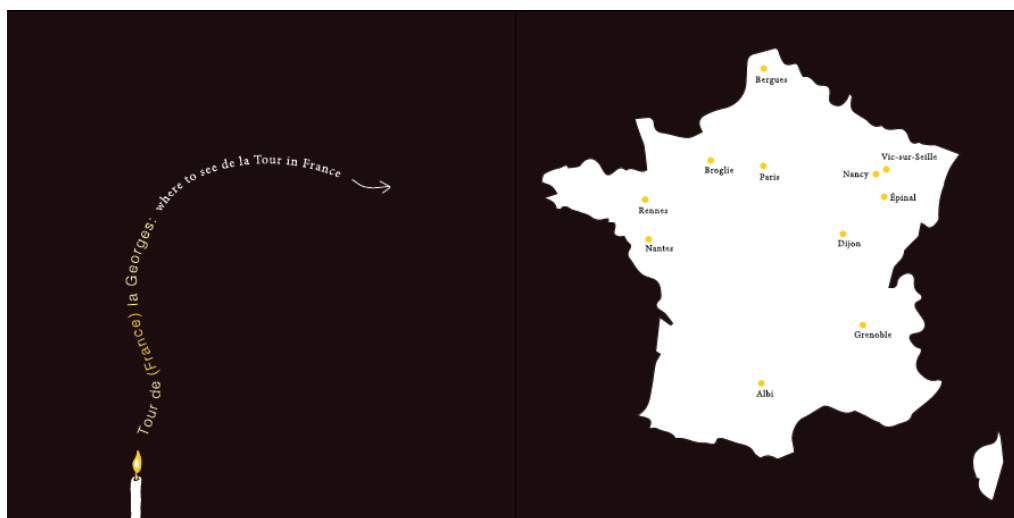 Tour de (France) la Georges: where to see de la Tour in France
Bergues
Broglie
Paris
Vic-sur-Seille
Nancy
Épinal
Rennes
Nantes
Dijon
Grenoble
Albi